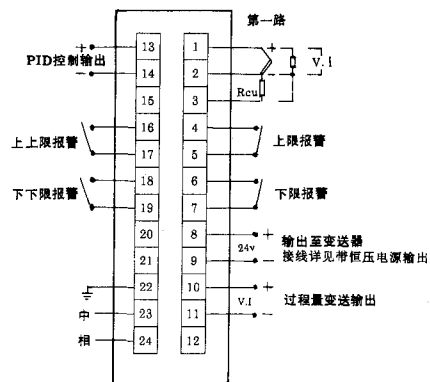 第一路
+ 13 1 +
PID控制输出 V.I
− 14 2 −
15 Rcu 3
16 4
上上限报警 上限报警
17 5
18 6
下下限报警 下限报警
19 7
20 8 + 输出至变送器
24v
21 9 − 接线详见带恒压电源输出
22 10 +
V.I 过程量变送输出
中 23 11 −
相 24 12